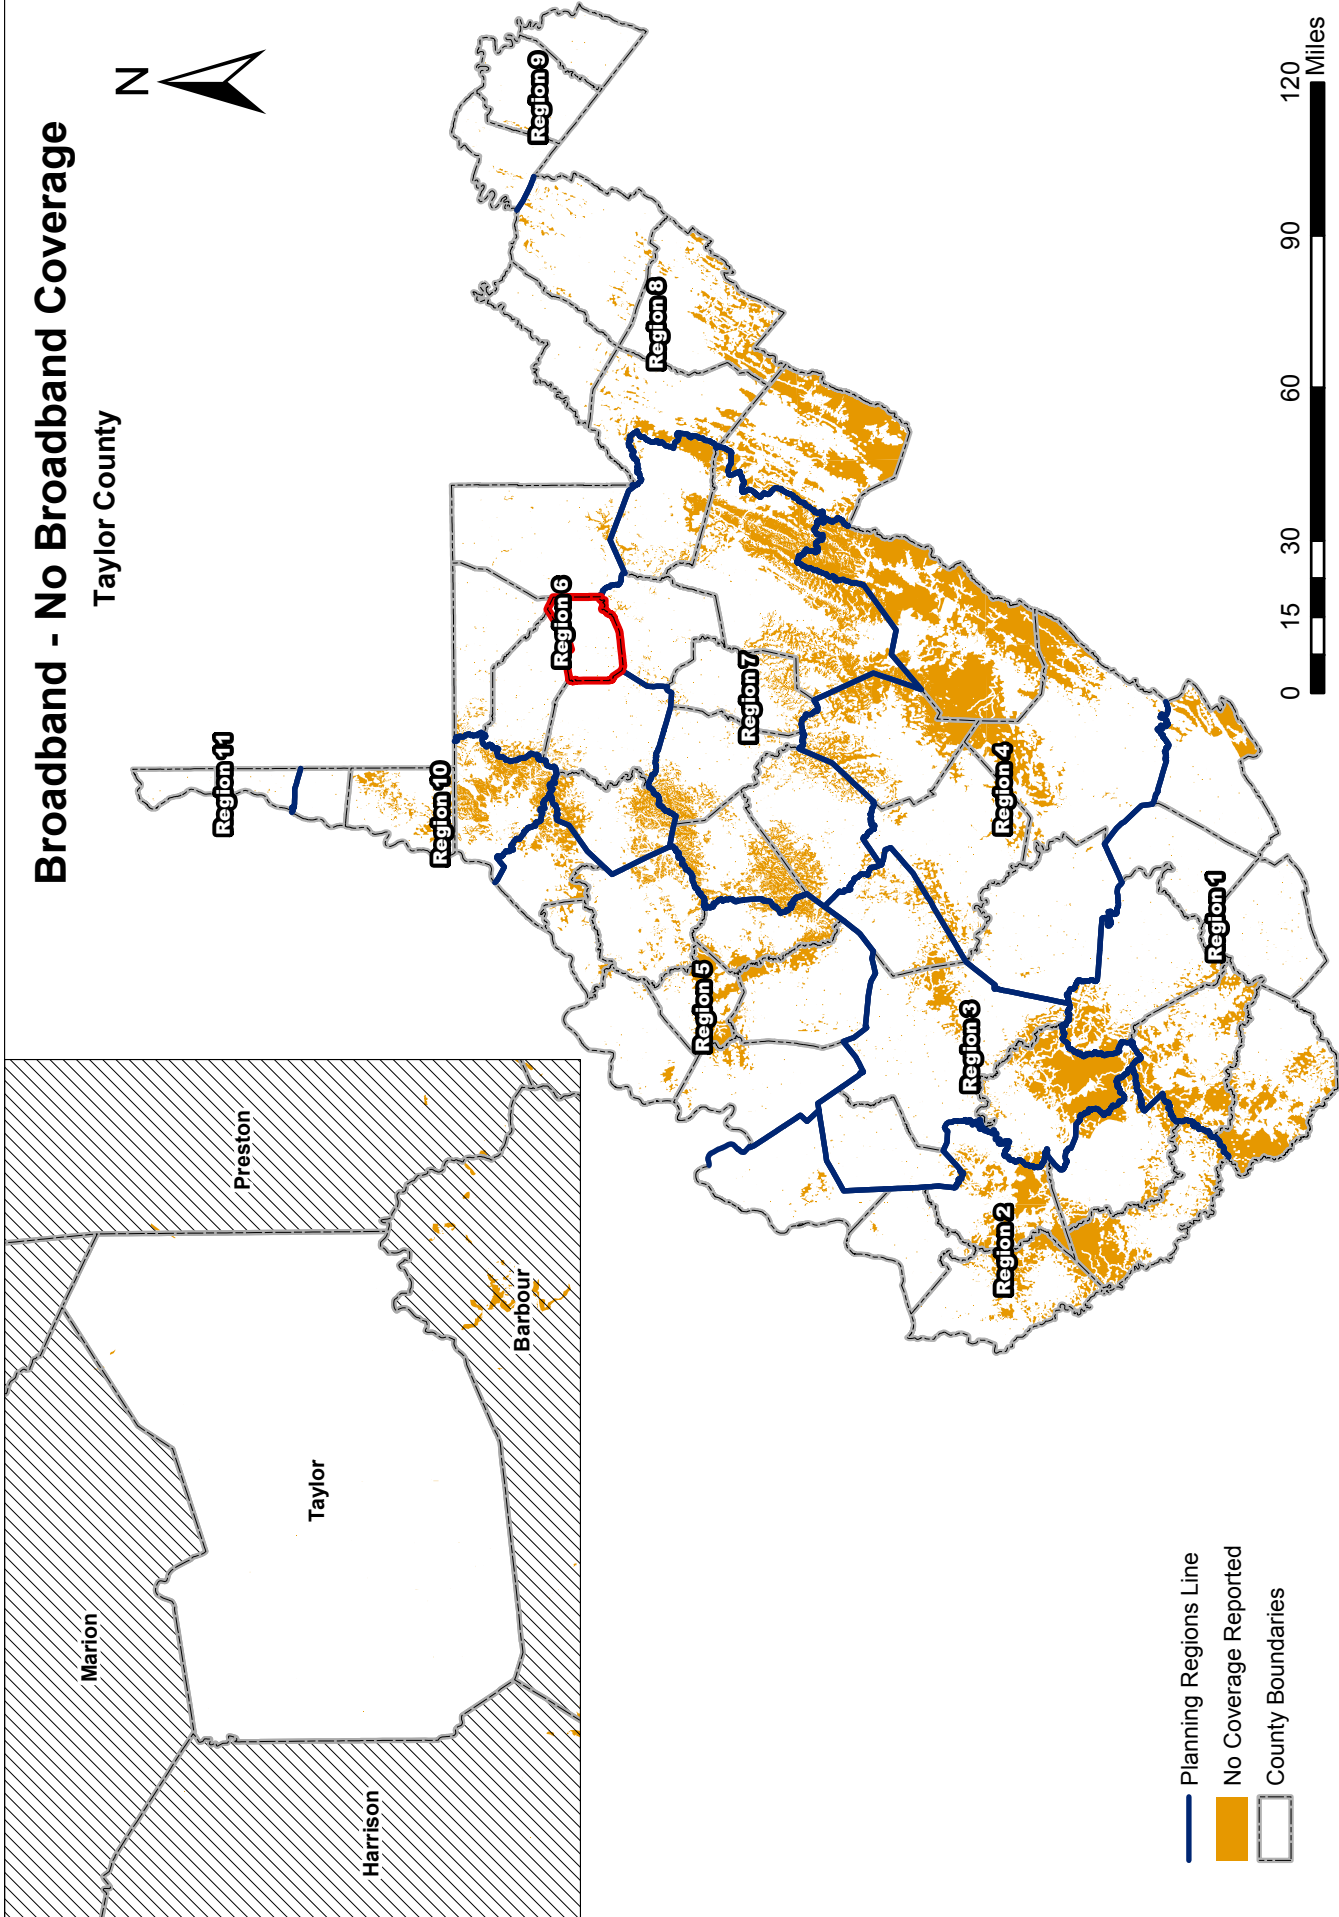 Broadband - No Broadband Coverage
Taylor County
N
Marion
Preston
Taylor
Harrison
Barbour
Region 11
Region 10
Region 9
Region 6
Region 8
Region 5
Region 7
Region 3
Region 4
Region 2
Region 1
Planning Regions Line
No Coverage Reported
County Boundaries
0 15 30 60 90 120
Miles